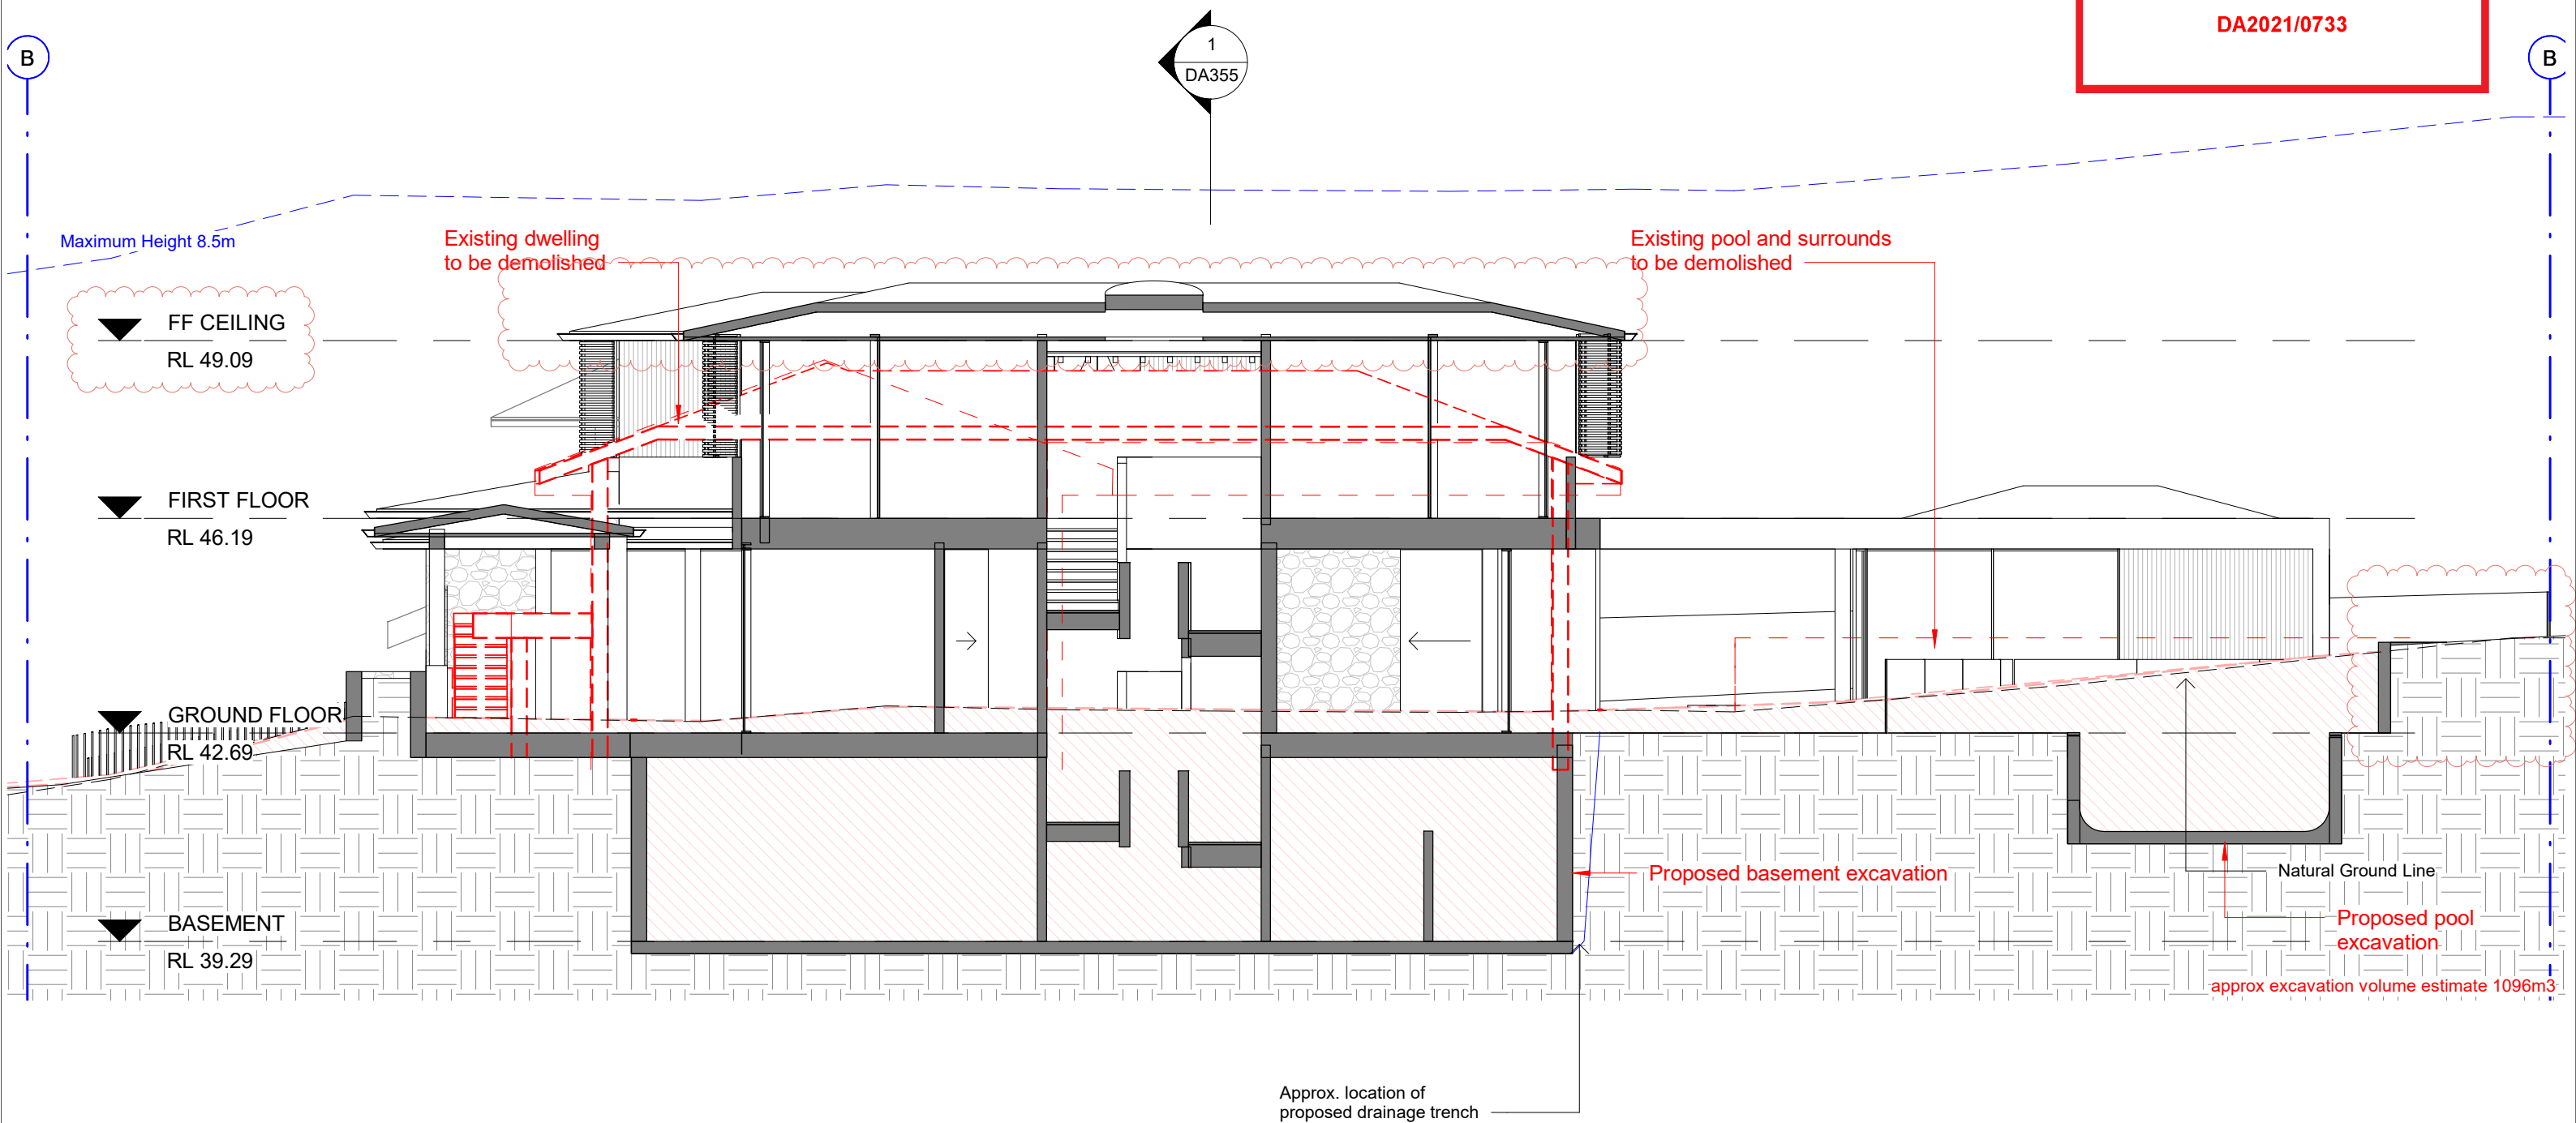 DA2021/0733
B
1
DA355
B
Maximum Height 8.5m
Existing dwelling
to be demolished
Existing pool and surrounds
to be demolished
FF CEILING
RL 49.09
FIRST FLOOR
RL 46.19
GROUND FLOOR
RL 42.69
Proposed basement excavation
Natural Ground Line
BASEMENT
RL 39.29
Proposed pool
excavation
approx excavation volume estimate 1096m3
Approx. location of
proposed drainage trench